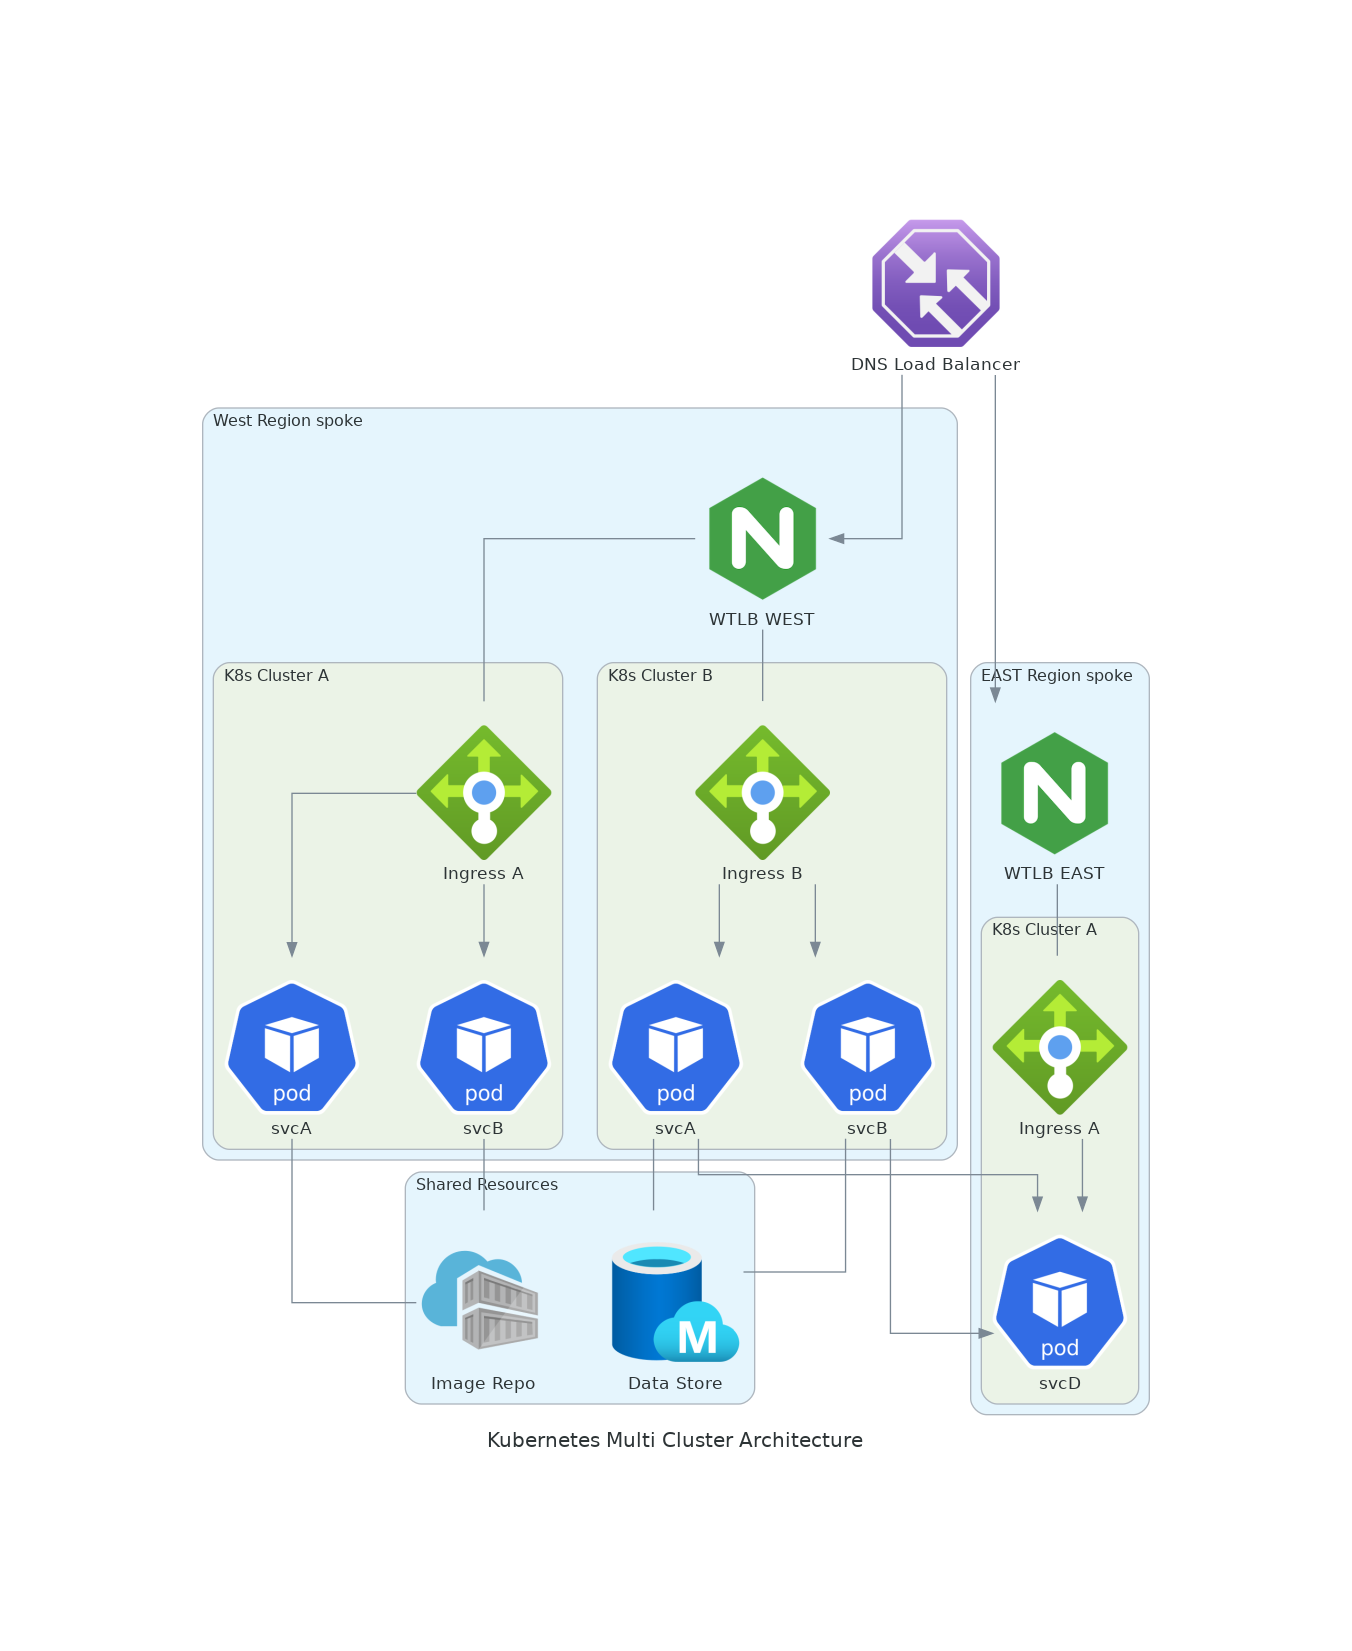 DNS Load Balancer
West Region spoke
WTLB WEST
K8s Cluster A
K8s Cluster B
EAST Region spoke
Ingress A
Ingress B
WTLB EAST
K8s Cluster A
pod
pod
pod
pod
svcA
svcB
svcA
svcB
Ingress A
Shared Resources
M
pod
Image Repo
Data Store
svcD
Kubernetes Multi Cluster Architecture